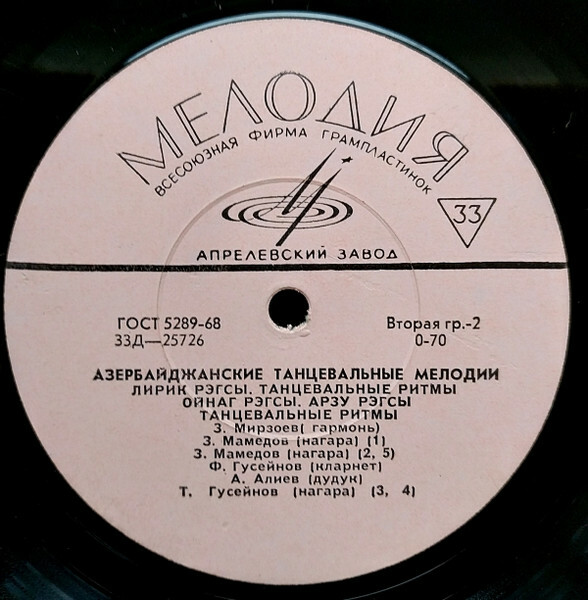 МЕЛОДИЯ
ВСЕСОЮЗНАЯ ФИРМА ГРАМПЛАСТИНОК
33
АПРЕЛЕВСКИЙ ЗАВОД
ГОСТ 5289-68 Вторая гр.-2
33Д—25726 0-70
АЗЕРБАЙДЖАНСКИЕ ТАНЦЕВАЛЬНЫЕ МЕЛОДИИ
ЛИРИК РЭГСЫ. ТАНЦЕВАЛЬНЫЕ РИТМЫ
ОЙНАГ РЭГСЫ. АРЗУ РЭГСЫ
ТАНЦЕВАЛЬНЫЕ РИТМЫ
З. Мирзоев( гармонь)
З. Мамедов (нагара) (1)
З. Мамедов (нагара) (2, 5)
Ф. Гусейнов (кларнет)
А. Алиев (дудук)
Т. Гусейнов (нагара) (3, 4)